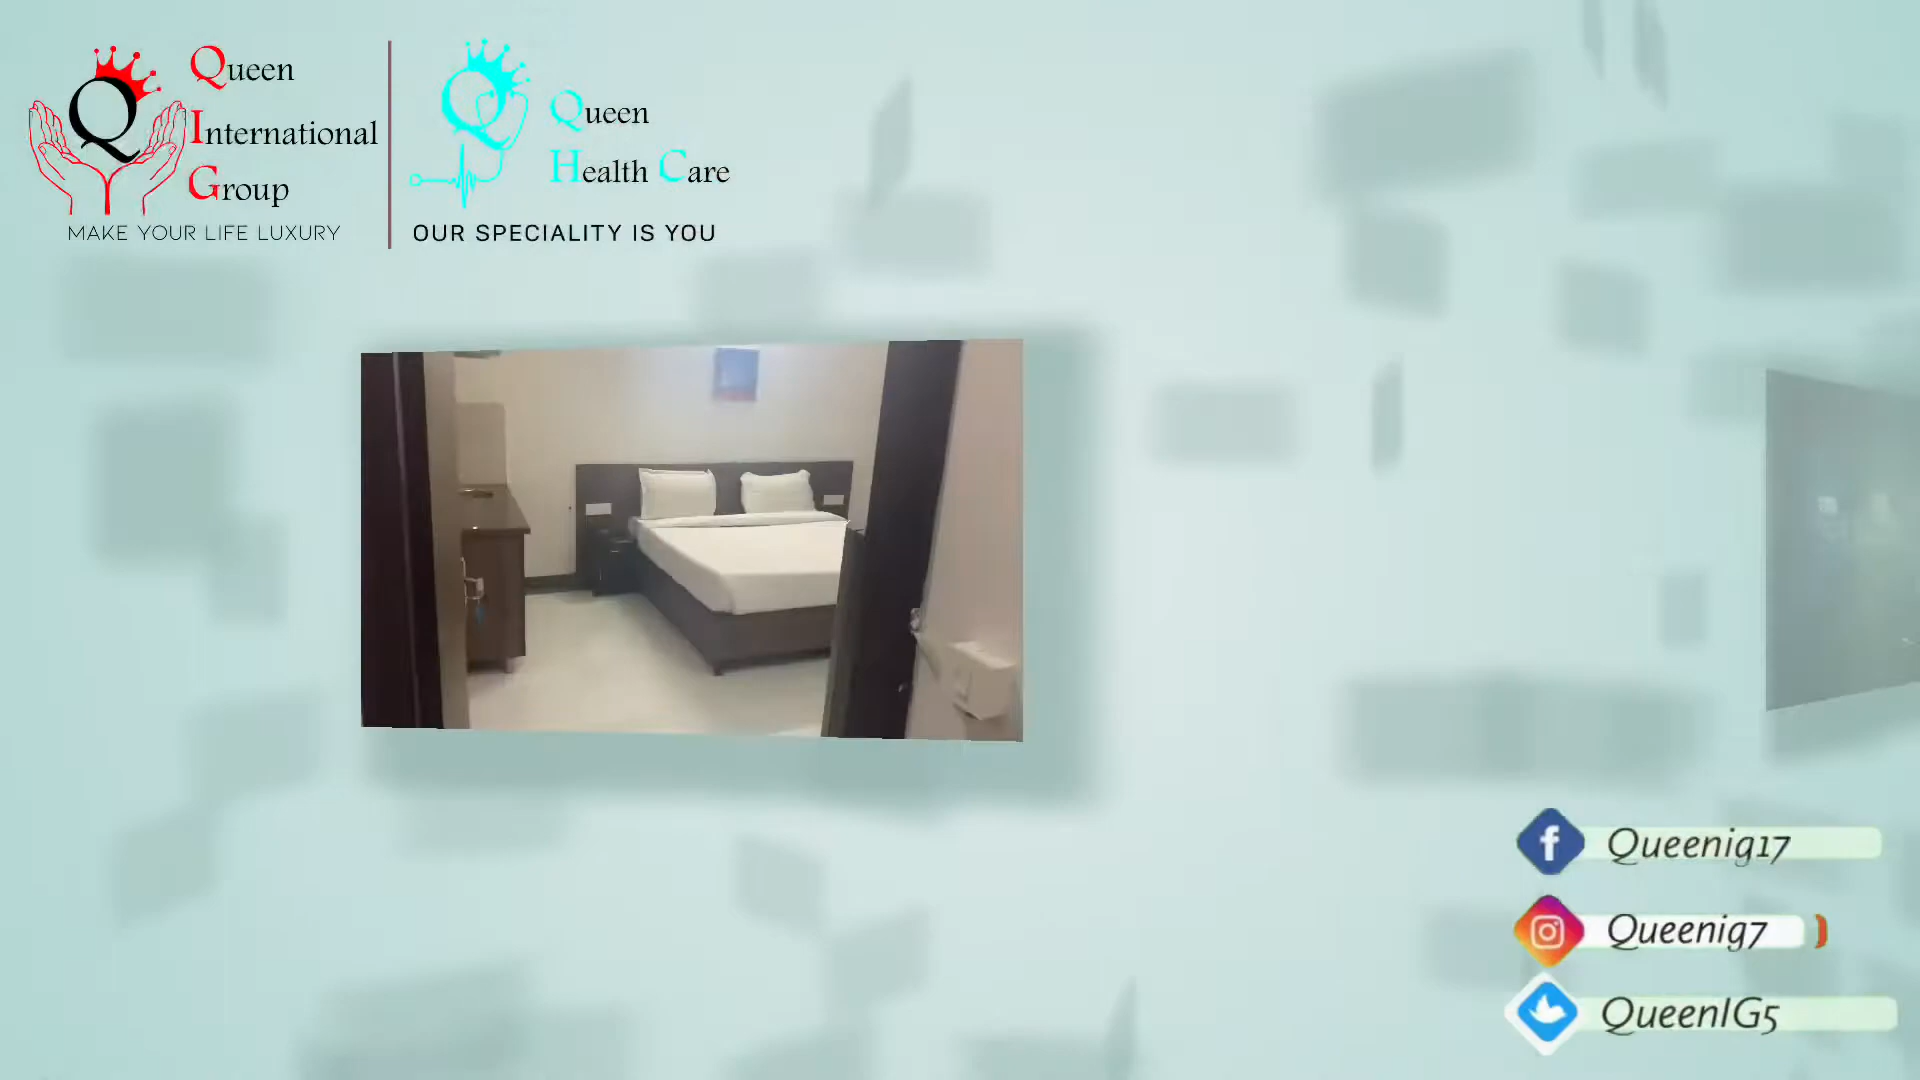 Queen
International
Group
MAKE YOUR LIFE LUXURY
Queen
Health Care
OUR SPECIALITY IS YOU
Queenig17
Queenig7
QueenIG5